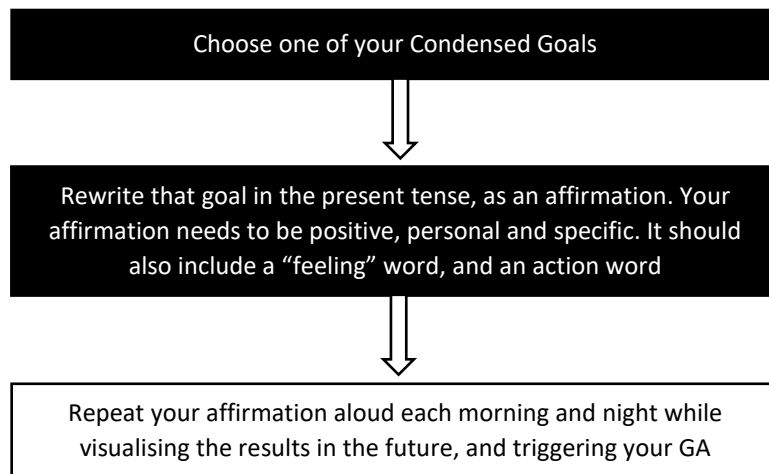 Choose one of your Condensed Goals
Rewrite that goal in the present tense, as an affirmation. Your
affirmation needs to be positive, personal and specific. It should
also include a “feeling” word, and an action word
Repeat your affirmation aloud each morning and night while
visualising the results in the future, and triggering your GA